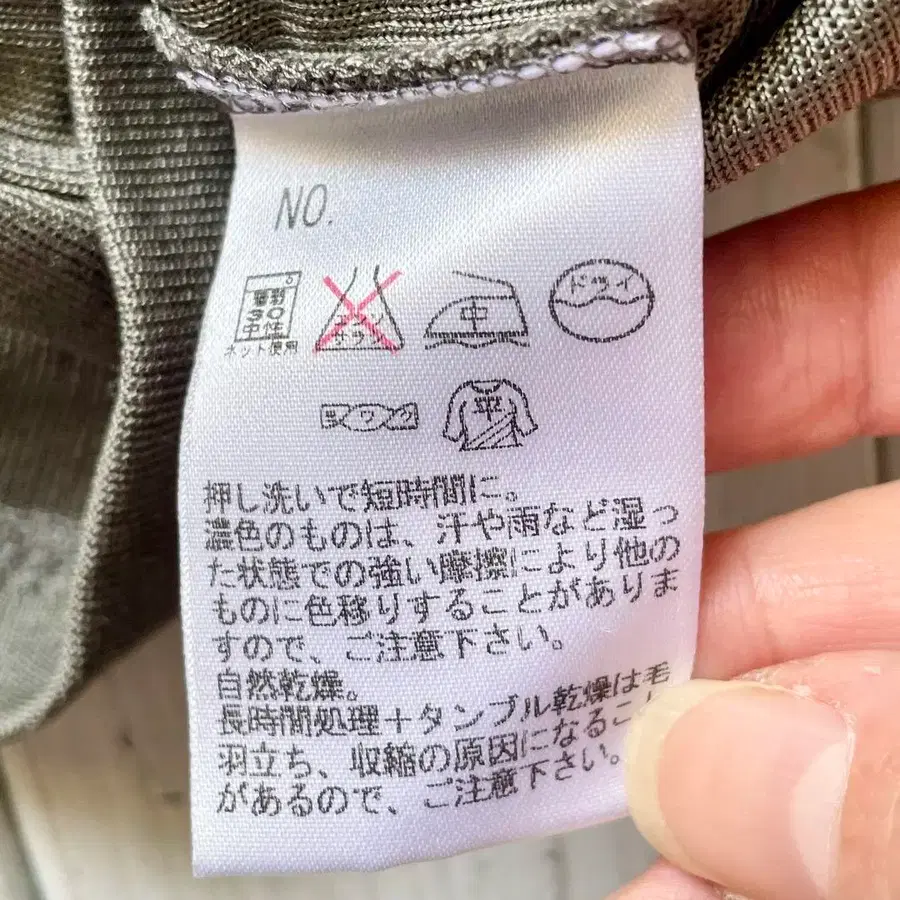 NO.
弱
30
中性
ネット使用
エンソ
サラシ
中
ドライ
ヨワク
平
押し洗いで短時間に。
濃色のものは、汗や雨など湿っ
た状態での強い摩擦により他の
ものに色移りすることがありま
すので、ご注意下さい。
自然乾燥。
長時間処理＋タンブル乾燥は毛
羽立ち、収縮の原因になること
があるので、ご注意下さい。